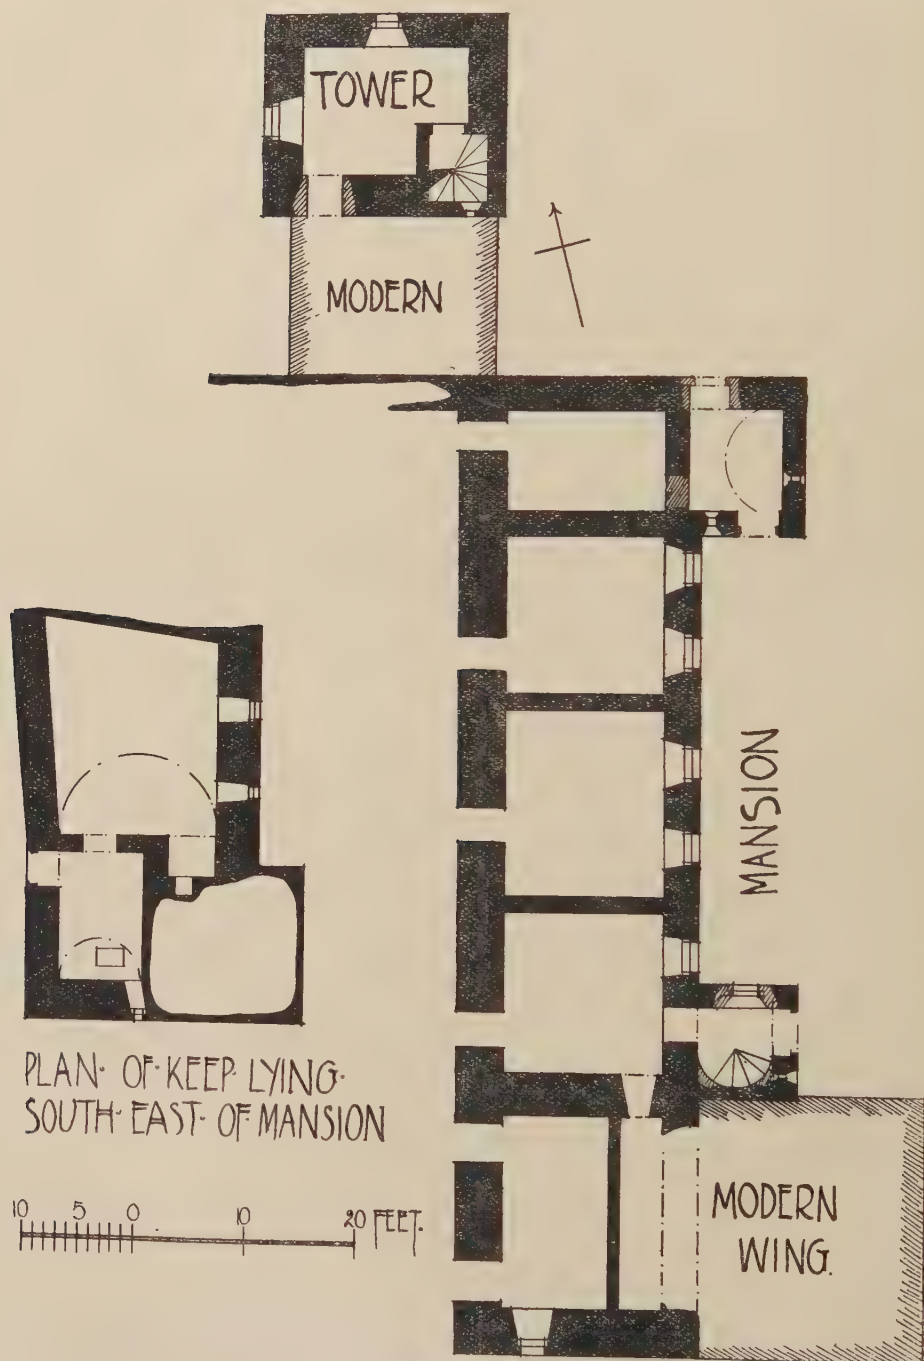 TOWER
MODERN
MANSION
PLAN· OF·KEEP· LYING·
SOUTH· EAST· OF· MANSION
10 5 0 10 20 FEET.
MODERN
WING.